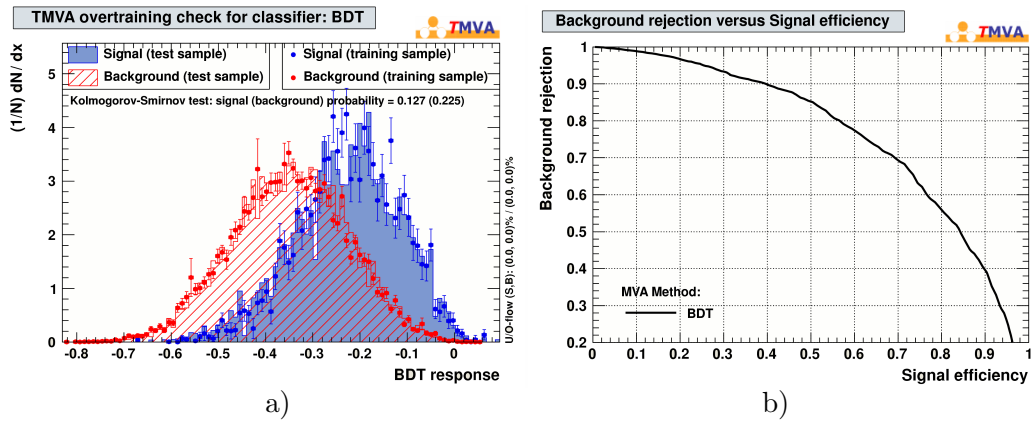 TMVA overtraining check for classifier: BDT
TMVA
(1/N) dN/ dx
Signal (test sample)
Background (test sample)
Signal (training sample)
Background (training sample)
Kolmogorov-Smirnov test: signal (background) probability = 0.127 (0.225)
5
4
3
2
1
0
-0.8 -0.7 -0.6 -0.5 -0.4 -0.3 -0.2 -0.1 0
BDT response
U/O-flow (S,B): (0.0, 0.0)% / (0.0, 0.0)%
a)
Background rejection versus Signal efficiency
TMVA
Background rejection
1
0.9
0.8
0.7
0.6
0.5
0.4
0.3
0.2
MVA Method:
BDT
0 0.1 0.2 0.3 0.4 0.5 0.6 0.7 0.8 0.9 1
Signal efficiency
b)